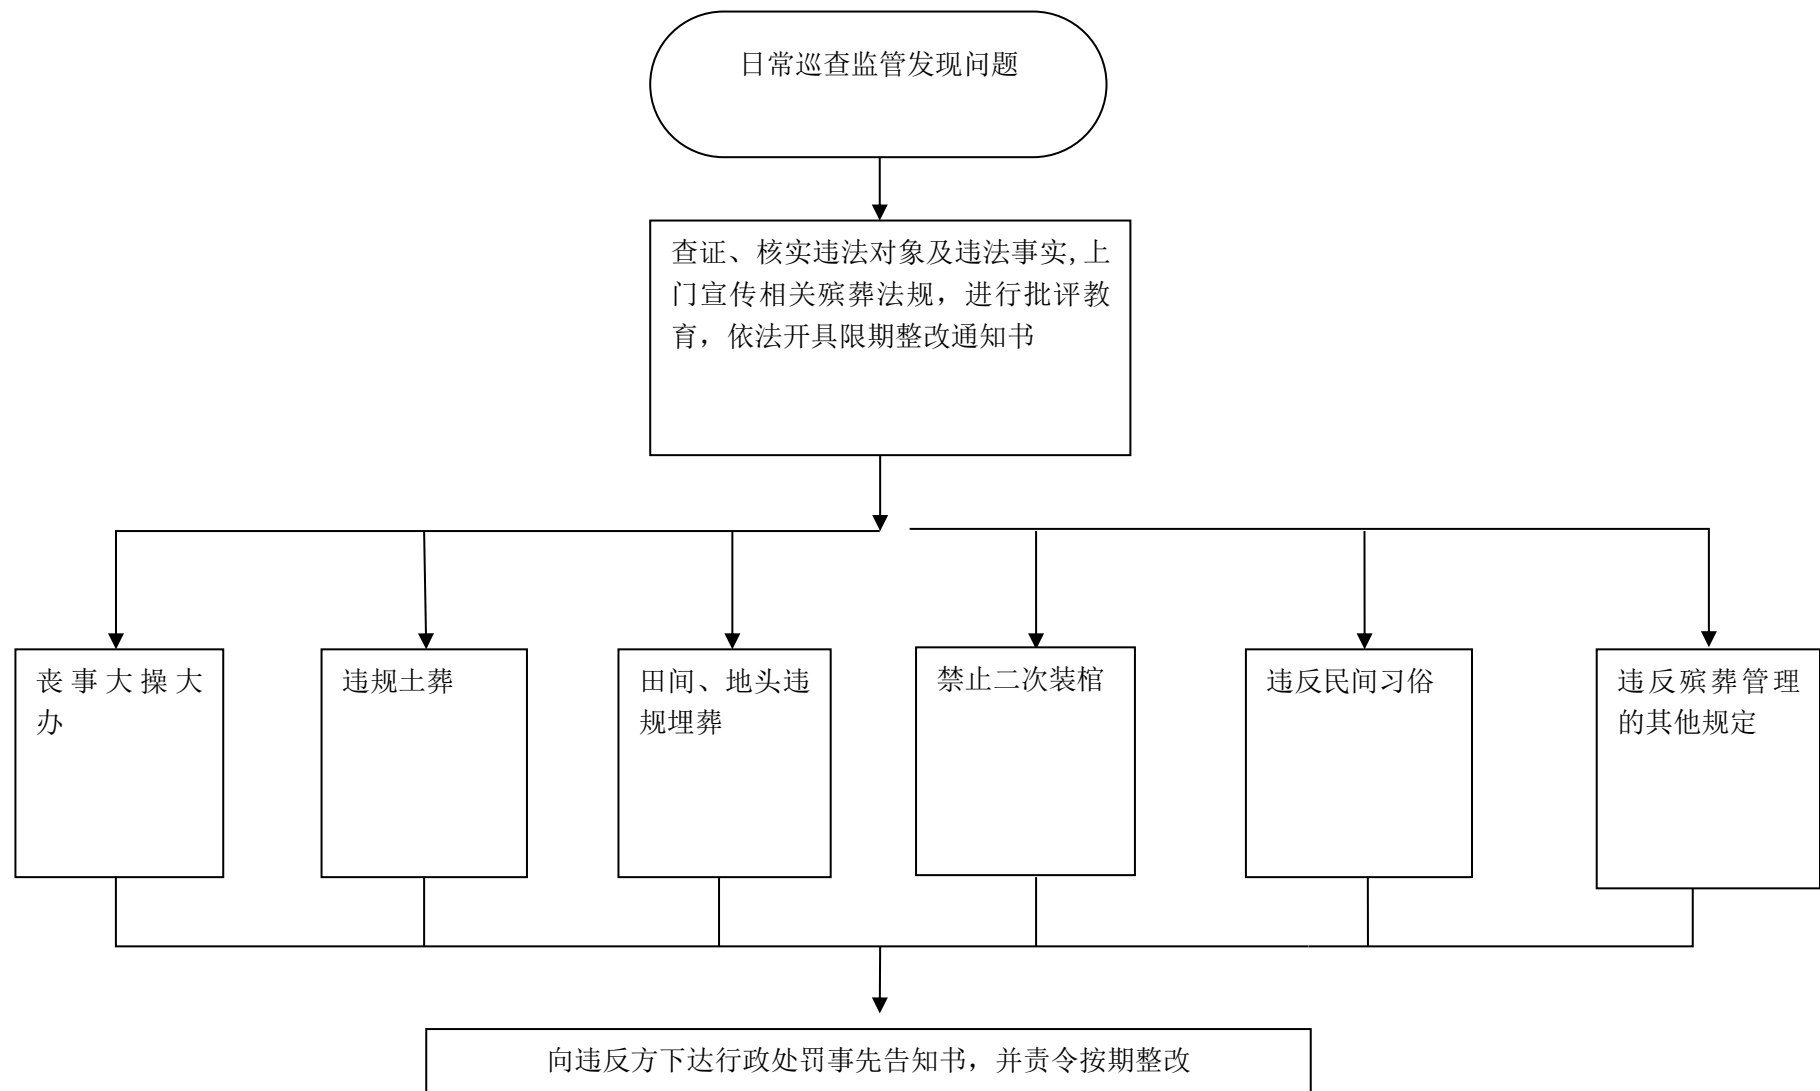 日常巡查监管发现问题
查证、核实违法对象及违法事实,上
门宣传相关殡葬法规，进行批评教
育，依法开具限期整改通知书
丧事大操大
办
违规土葬
田间、地头违
规埋葬
禁止二次装棺
违反民间习俗
违反殡葬管理
的其他规定
向违反方下达行政处罚事先告知书，并责令按期整改